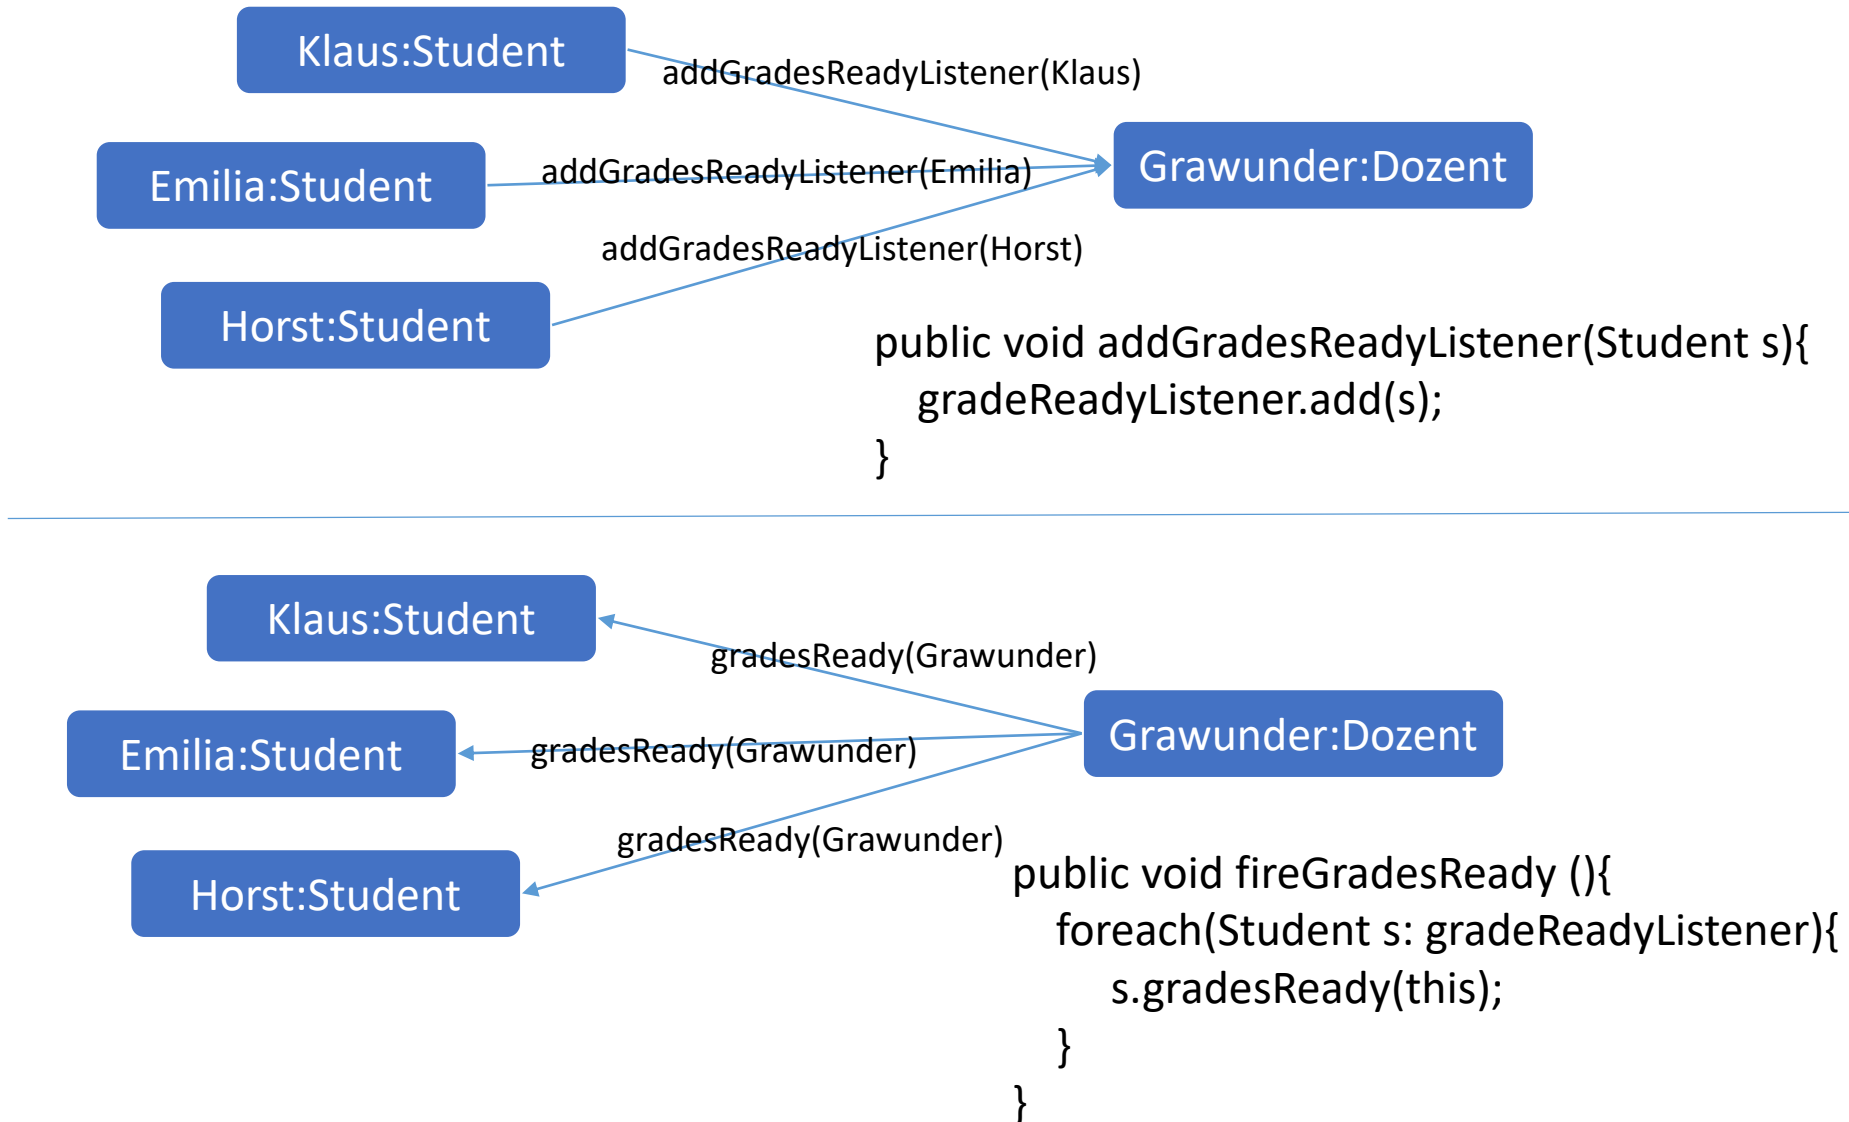 Klaus:Student
addGradesReadyListener(Klaus)
Emilia:Student
addGradesReadyListener(Emilia)
Grawunder:Dozent
addGradesReadyListener(Horst)
Horst:Student
public void addGradesReadyListener(Student s){
gradeReadyListener.add(s);
}
Klaus:Student
gradesReady(Grawunder)
Emilia:Student
gradesReady(Grawunder)
Grawunder:Dozent
gradesReady(Grawunder)
Horst:Student
public void fireGradesReady (){
foreach(Student s: gradeReadyListener){
s.gradesReady(this);
}
}